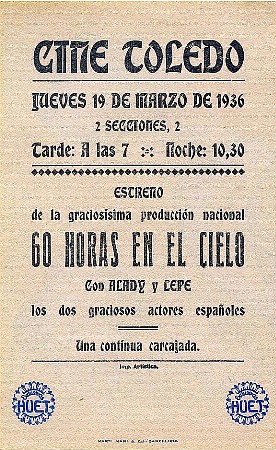 CINE TOLEDO
JUEVES 19 DE MARZO DE 1936
2 SECCIONES, 2
Tarde: A las 7 :-: Noche: 10,30
ESTRENO
de la graciosísima producción nacional
60 HORAS EN EL CIELO
Con ALADY y LEPE
los dos graciosos actores españoles
Una continua carcajada.
Imp. Artística.
HUET
HUET